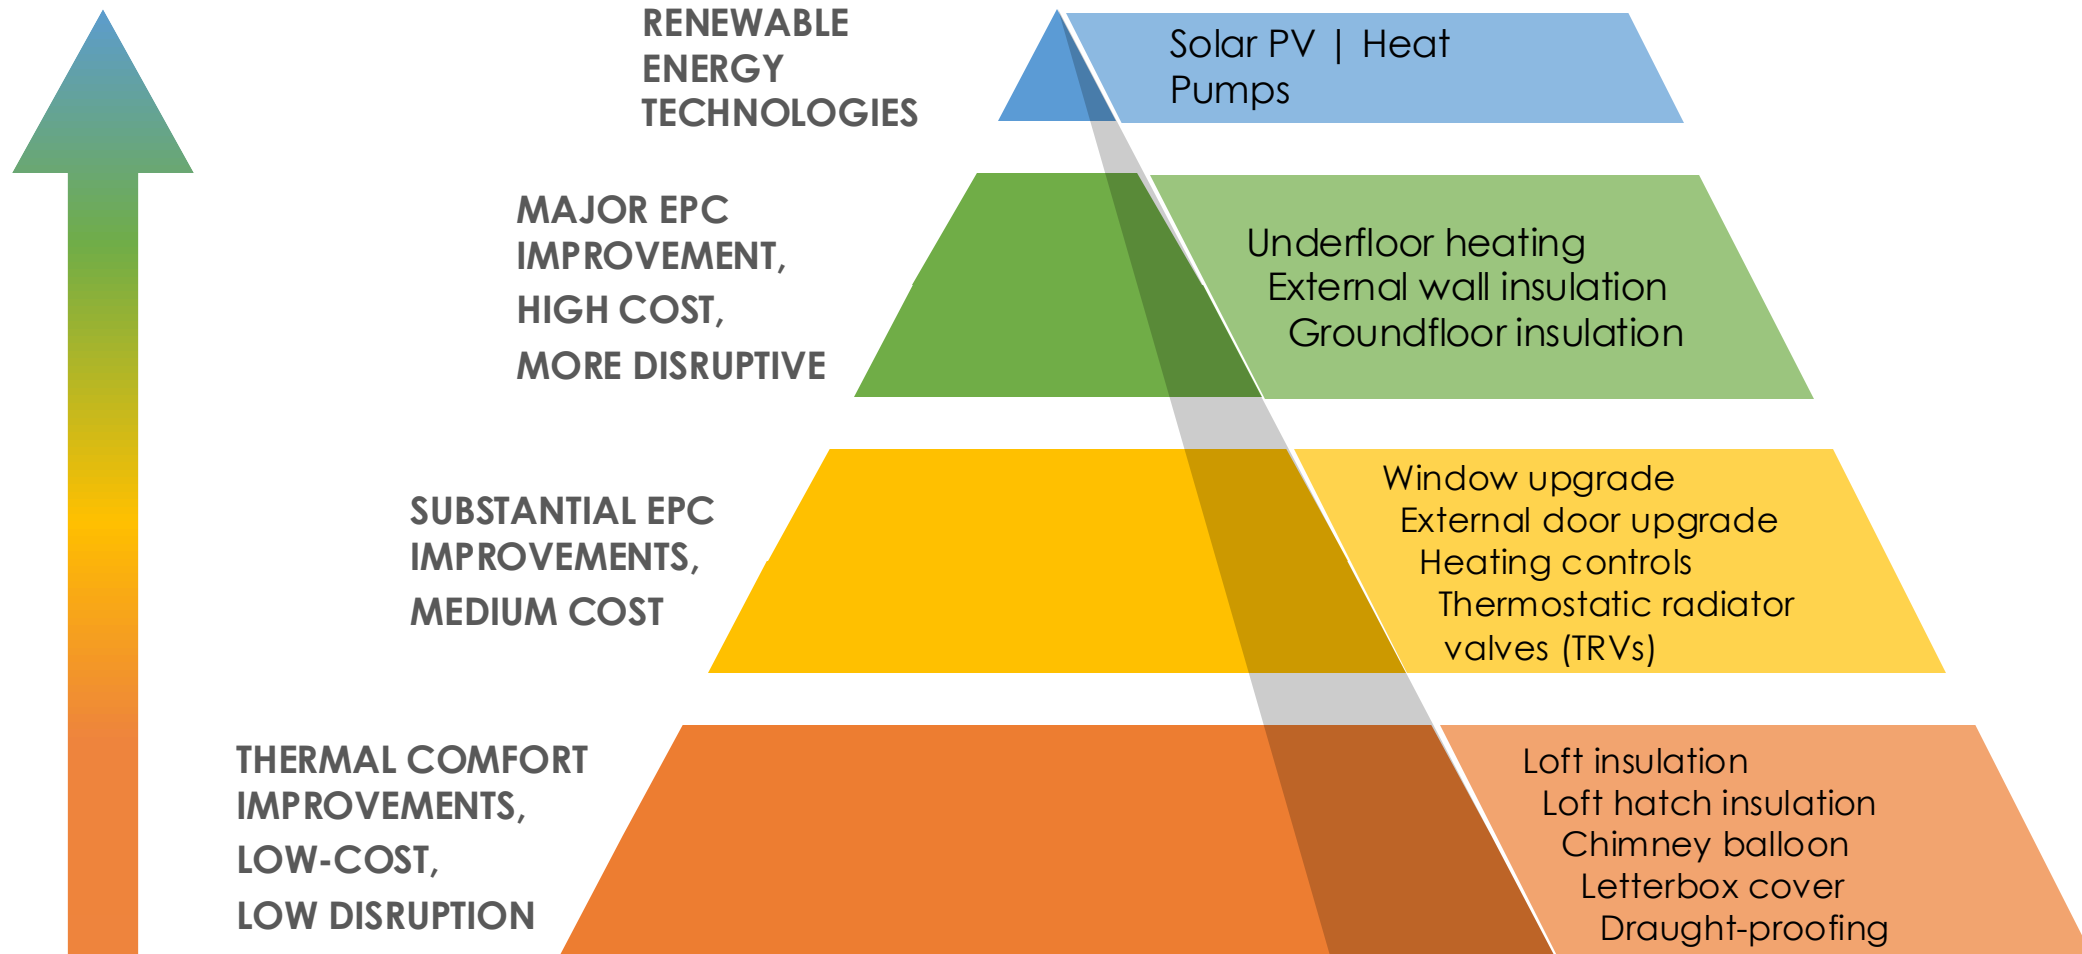 RENEWABLE
ENERGY
TECHNOLOGIES
Solar PV | Heat
Pumps
MAJOR EPC
IMPROVEMENT,
HIGH COST,
MORE DISRUPTIVE
Underfloor heating
External wall insulation
Groundfloor insulation
SUBSTANTIAL EPC
IMPROVEMENTS,
MEDIUM COST
Window upgrade
External door upgrade
Heating controls
Thermostatic radiator
valves (TRVs)
THERMAL COMFORT
IMPROVEMENTS,
LOW-COST,
LOW DISRUPTION
Loft insulation
Loft hatch insulation
Chimney balloon
Letterbox cover
Draught-proofing